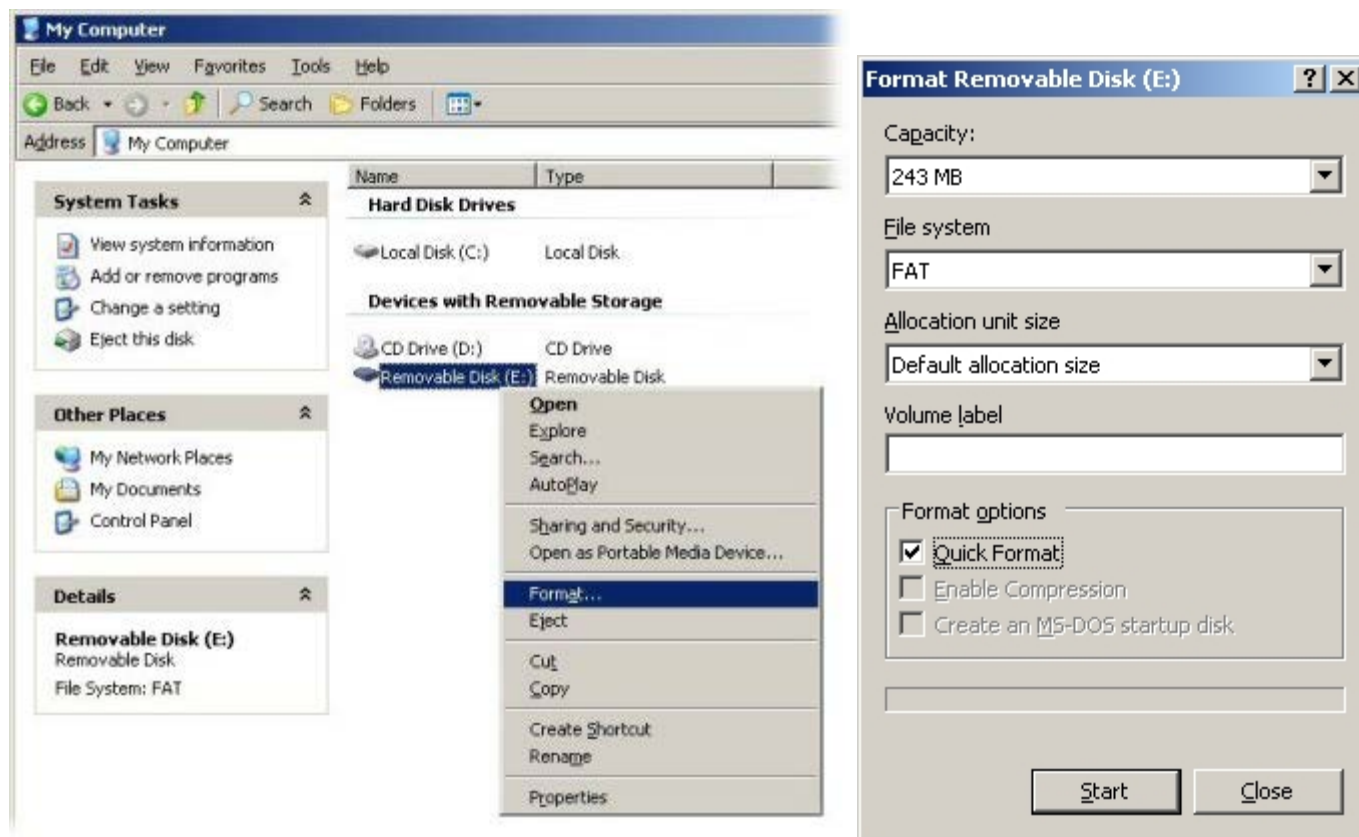 My Computer
File Edit View Favorites Tools Help
Back Search Folders
Address My Computer
System Tasks
View system information
Add or remove programs
Change a setting
Eject this disk
Other Places
My Network Places
My Documents
Control Panel
Details
Removable Disk (E:)
Removable Disk
File System: FAT
Name Type
Hard Disk Drives
Local Disk (C:) Local Disk
Devices with Removable Storage
CD Drive (D:) CD Drive
Removable Disk (E:) Removable Disk
Open
Explore
Search...
AutoPlay
Sharing and Security...
Open as Portable Media Device...
Format...
Eject
Cut
Copy
Create Shortcut
Rename
Properties
Format Removable Disk (E:)
Capacity:
243 MB
File system
FAT
Allocation unit size
Default allocation size
Volume label
Format options
Quick Format
Enable Compression
Create an MS-DOS startup disk
Start Close